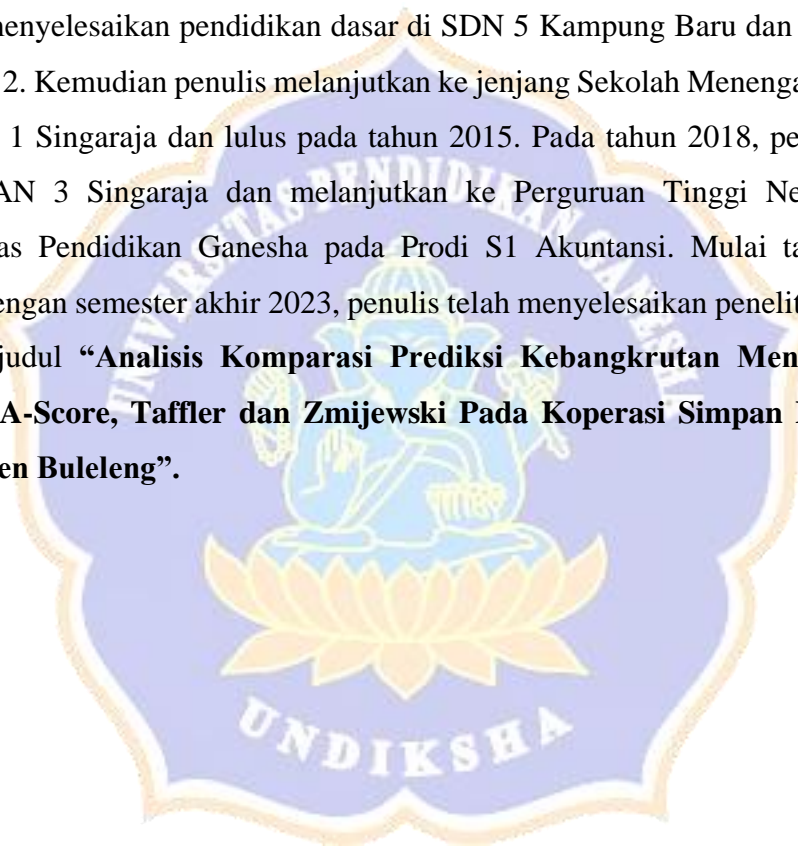 menyelesaikan pendidikan dasar di SDN 5 Kampung Baru dan
2. Kemudian penulis melanjutkan ke jenjang Sekolah Menenga
1 Singaraja dan lulus pada tahun 2015. Pada tahun 2018, pe
AN 3 Singaraja dan melanjutkan ke Perguruan Tinggi Ne
as Pendidikan Ganesha pada Prodi S1 Akuntansi. Mulai ta
engan semester akhir 2023, penulis telah menyelesaikan penelit
judul “Analisis Komparasi Prediksi Kebangkrutan Men
A-Score, Taffler dan Zmijewski Pada Koperasi Simpan
en Buleleng”.
UNIVERSITAS PENDIDIKAN GANESHA
UNDIKSHA